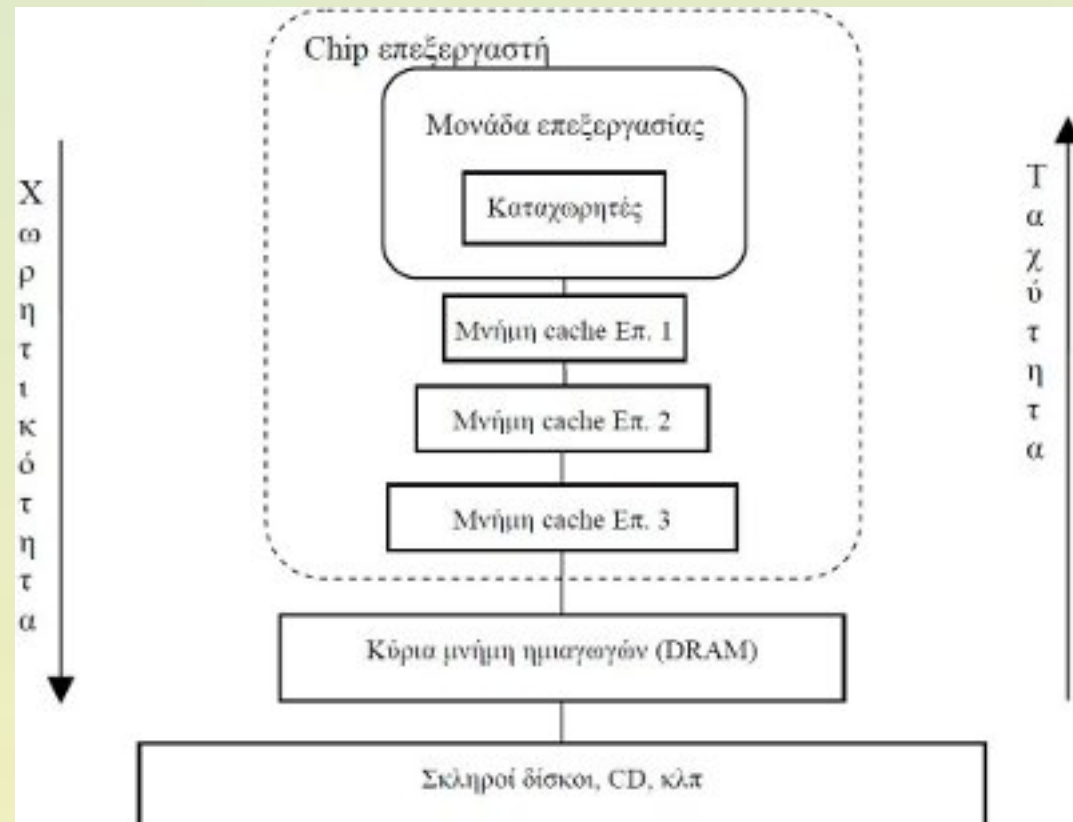 Chip επεξεργαστή
Μονάδα επεξεργασίας
Καταχωρητές
Μνήμη cache Επ. 1
Μνήμη cache Επ. 2
Μνήμη cache Επ. 3
Κύρια μνήμη ημιαγωγών (DRAM)
Σκληροί δίσκοι, CD, κλπ
Χωρητικότητα
Ταχύτητα